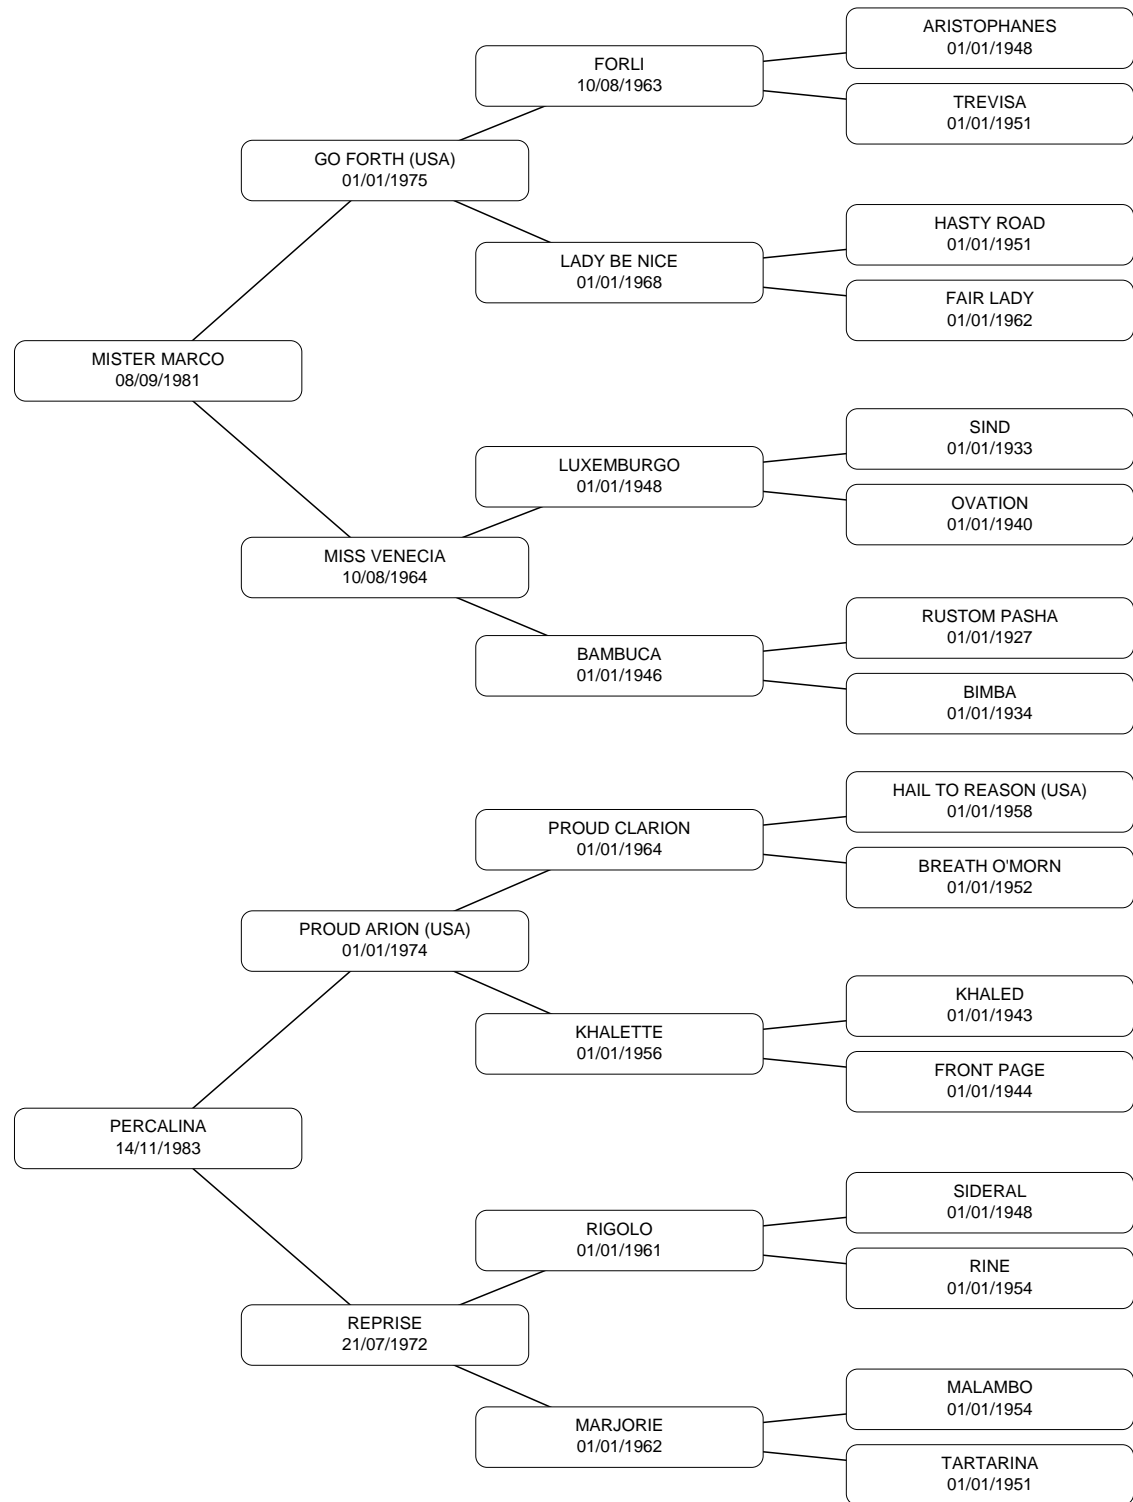 ARISTOPHANES
01/01/1948
FORLI
10/08/1963
TREVISA
01/01/1951
GO FORTH (USA)
01/01/1975
HASTY ROAD
01/01/1951
LADY BE NICE
01/01/1968
FAIR LADY
01/01/1962
MISTER MARCO
08/09/1981
SIND
01/01/1933
LUXEMBURGO
01/01/1948
OVATION
01/01/1940
MISS VENECIA
10/08/1964
RUSTOM PASHA
01/01/1927
BAMBUCA
01/01/1946
BIMBA
01/01/1934
HAIL TO REASON (USA)
01/01/1958
PROUD CLARION
01/01/1964
BREATH O'MORN
01/01/1952
PROUD ARION (USA)
01/01/1974
KHALED
01/01/1943
KHALETTE
01/01/1956
FRONT PAGE
01/01/1944
PERCALINA
14/11/1983
SIDERAL
01/01/1948
RIGOLO
01/01/1961
RINE
01/01/1954
REPRISE
21/07/1972
MALAMBO
01/01/1954
MARJORIE
01/01/1962
TARTARINA
01/01/1951